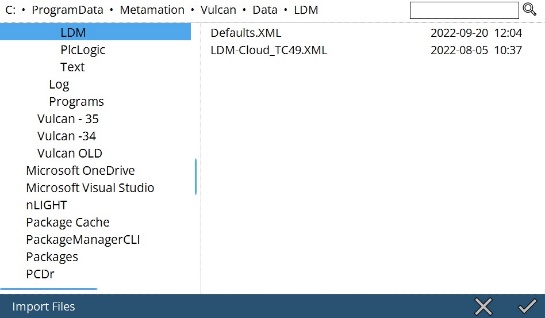 C: • ProgramData • Metamation • Vulcan • Data • LDM
LDM
PlcLogic
Text
Log
Programs
Vulcan - 35
Vulcan -34
Vulcan OLD
Microsoft OneDrive
Microsoft Visual Studio
nLIGHT
Package Cache
PackageManagerCLI
Packages
PCDr
Defaults.XML 2022-09-20 12:04
LDM-Cloud_TC49.XML 2022-08-05 10:37
Import Files